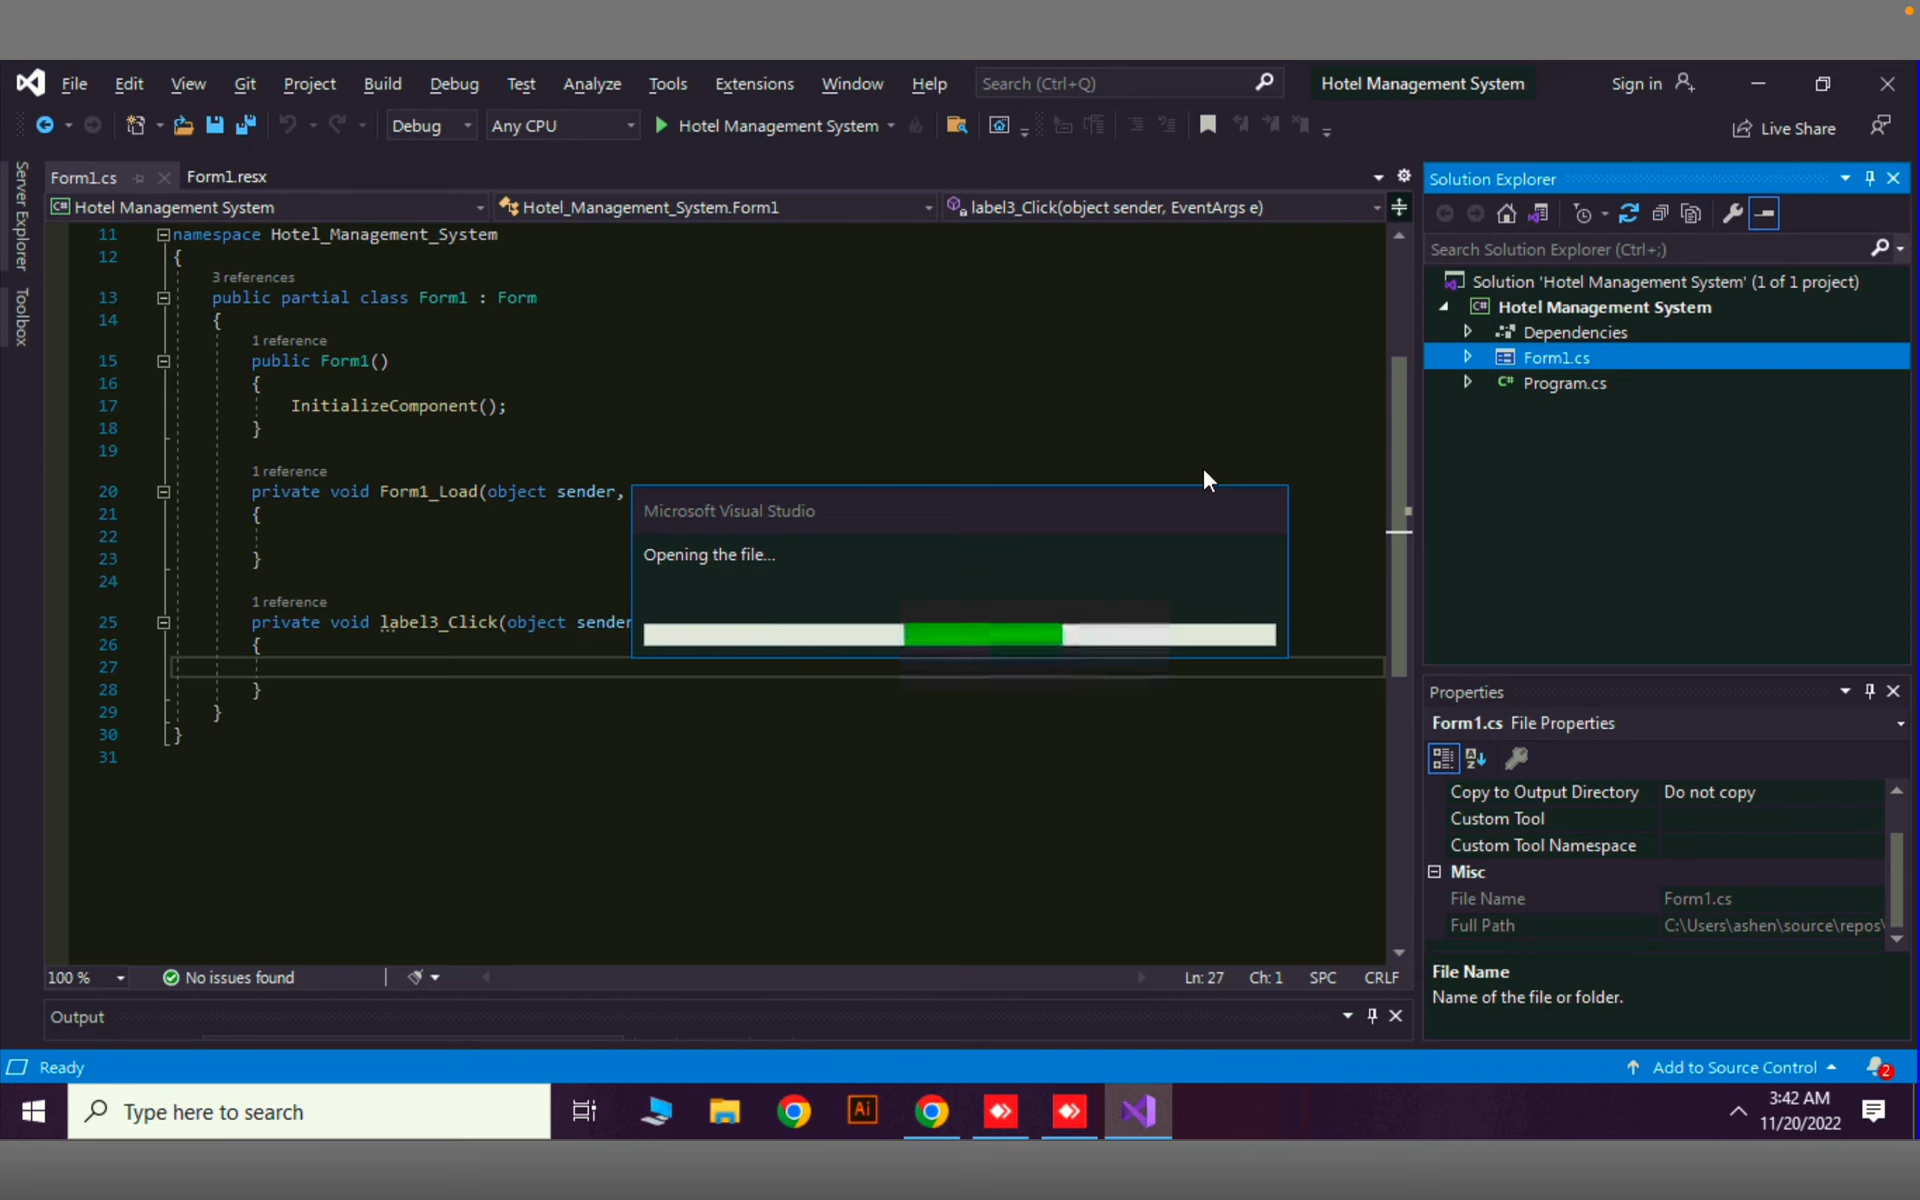 File Edit View Git Project Build Debug Test Analyze Tools Extensions Window Help Search (Ctrl+Q) Hotel Management System Sign in
Debug Any CPU Hotel Management System Live Share
Server Explorer
Toolbox
Form1.cs Form1.resx
Hotel Management System Hotel_Management_System.Form1 label3_Click(object sender, EventArgs e)
11 namespace Hotel_Management_System
12 {
3 references
13 public partial class Form1 : Form
14 {
1 reference
15 public Form1()
16 {
17 InitializeComponent();
18 }
19
1 reference
20 private void Form1_Load(object sender,
21 {
22
23 }
24
1 reference
25 private void label3_Click(object sender
26 {
27
28 }
29 }
30 }
31
Microsoft Visual Studio
Opening the file...
100 % No issues found Ln: 27 Ch: 1 SPC CRLF
Output
Solution Explorer
Search Solution Explorer (Ctrl+;)
Solution 'Hotel Management System' (1 of 1 project)
C# Hotel Management System
Dependencies
Form1.cs
C# Program.cs
Properties
Form1.cs File Properties
Copy to Output Directory Do not copy
Custom Tool
Custom Tool Namespace
Misc
File Name Form1.cs
Full Path C:\Users\ashen\source\repos\
File Name
Name of the file or folder.
Ready Add to Source Control 2
Type here to search Ai 3:42 AM
11/20/2022